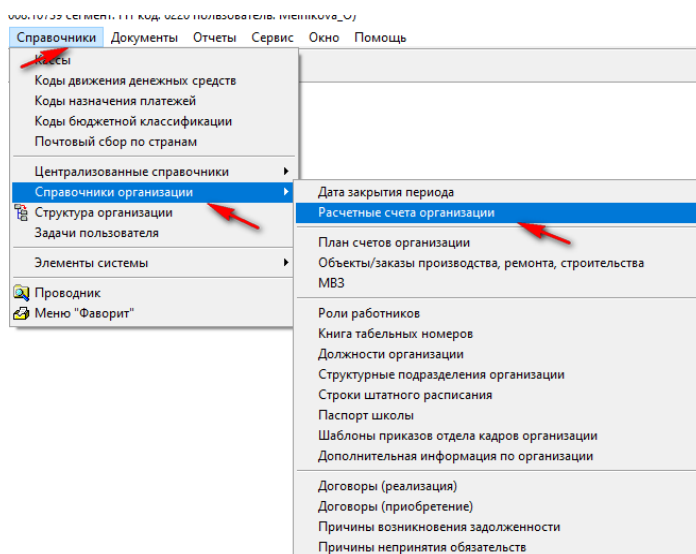 Справочники Документы Отчеты Сервис Окно Помощь
Кассы
Коды движения денежных средств
Коды назначения платежей
Коды бюджетной классификации
Почтовый сбор по странам
Централизованные справочники
Справочники организации
Структура организации
Задачи пользователя
Элементы системы
Проводник
Меню "Фаворит"
Дата закрытия периода
Расчетные счета организации
План счетов организации
Объекты/заказы производства, ремонта, строительства
МВЗ
Роли работников
Книга табельных номеров
Должности организации
Структурные подразделения организации
Строки штатного расписания
Паспорт школы
Шаблоны приказов отдела кадров организации
Дополнительная информация по организации
Договоры (реализация)
Договоры (приобретение)
Причины возникновения задолженности
Причины непринятия обязательств